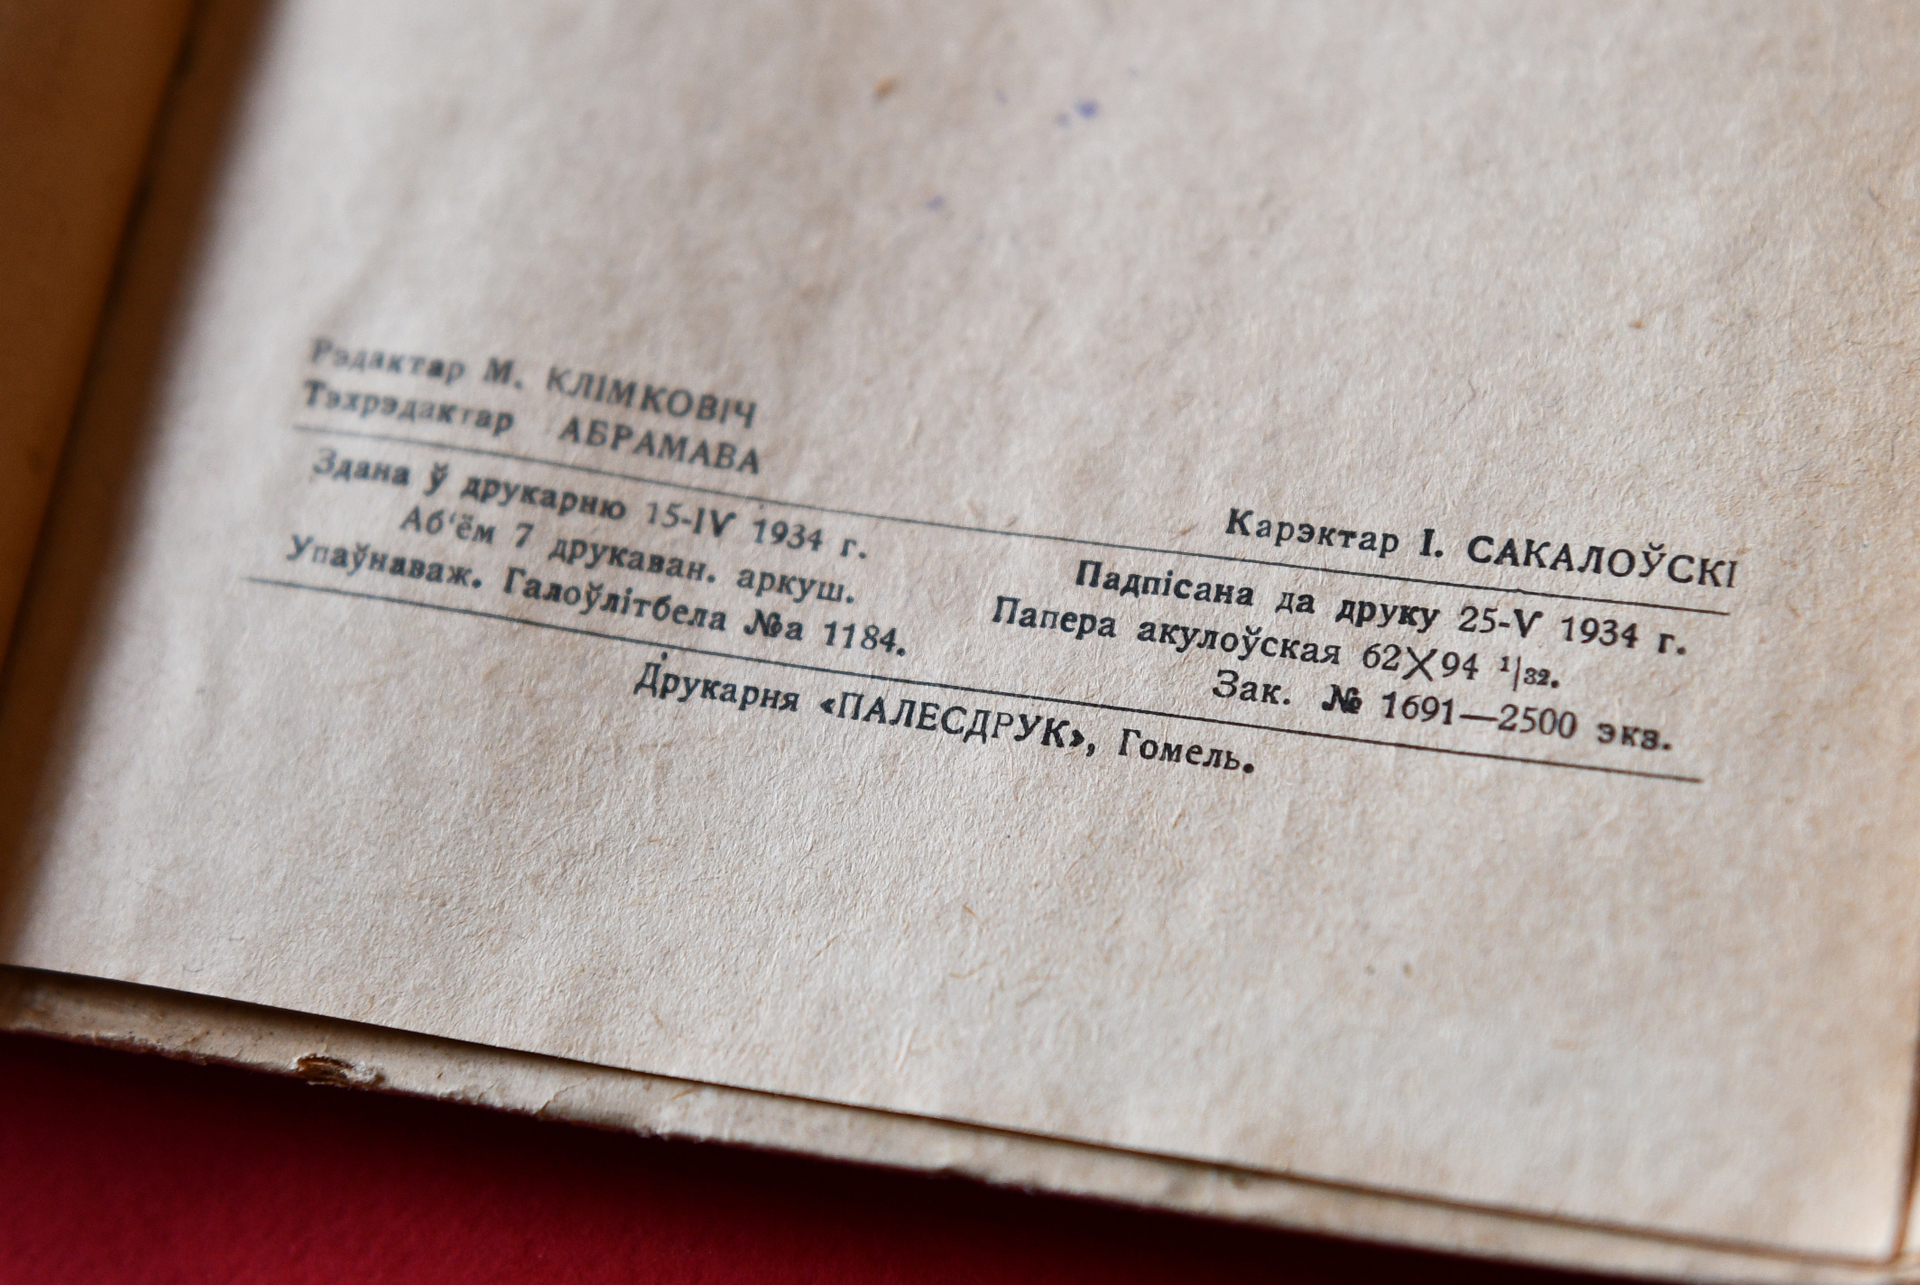 Рэдактар М. КЛІМКОВІЧ
Тэхрэдактар АБРАМАВА
Карэктар І. САКАЛОЎСКІ
Здана ў друкарню 15-IV 1934 г.
Аб‘ём 7 друкаван. аркуш.
Упаўнаваж. Галоўлітбела №а 1184.
Падпісана да друку 25-V 1934 г.
Папера акулоўская 62X94 1/32.
Зак. № 1691—2500 экз.
Друкарня «ПАЛЕСДРУК», Гомель.